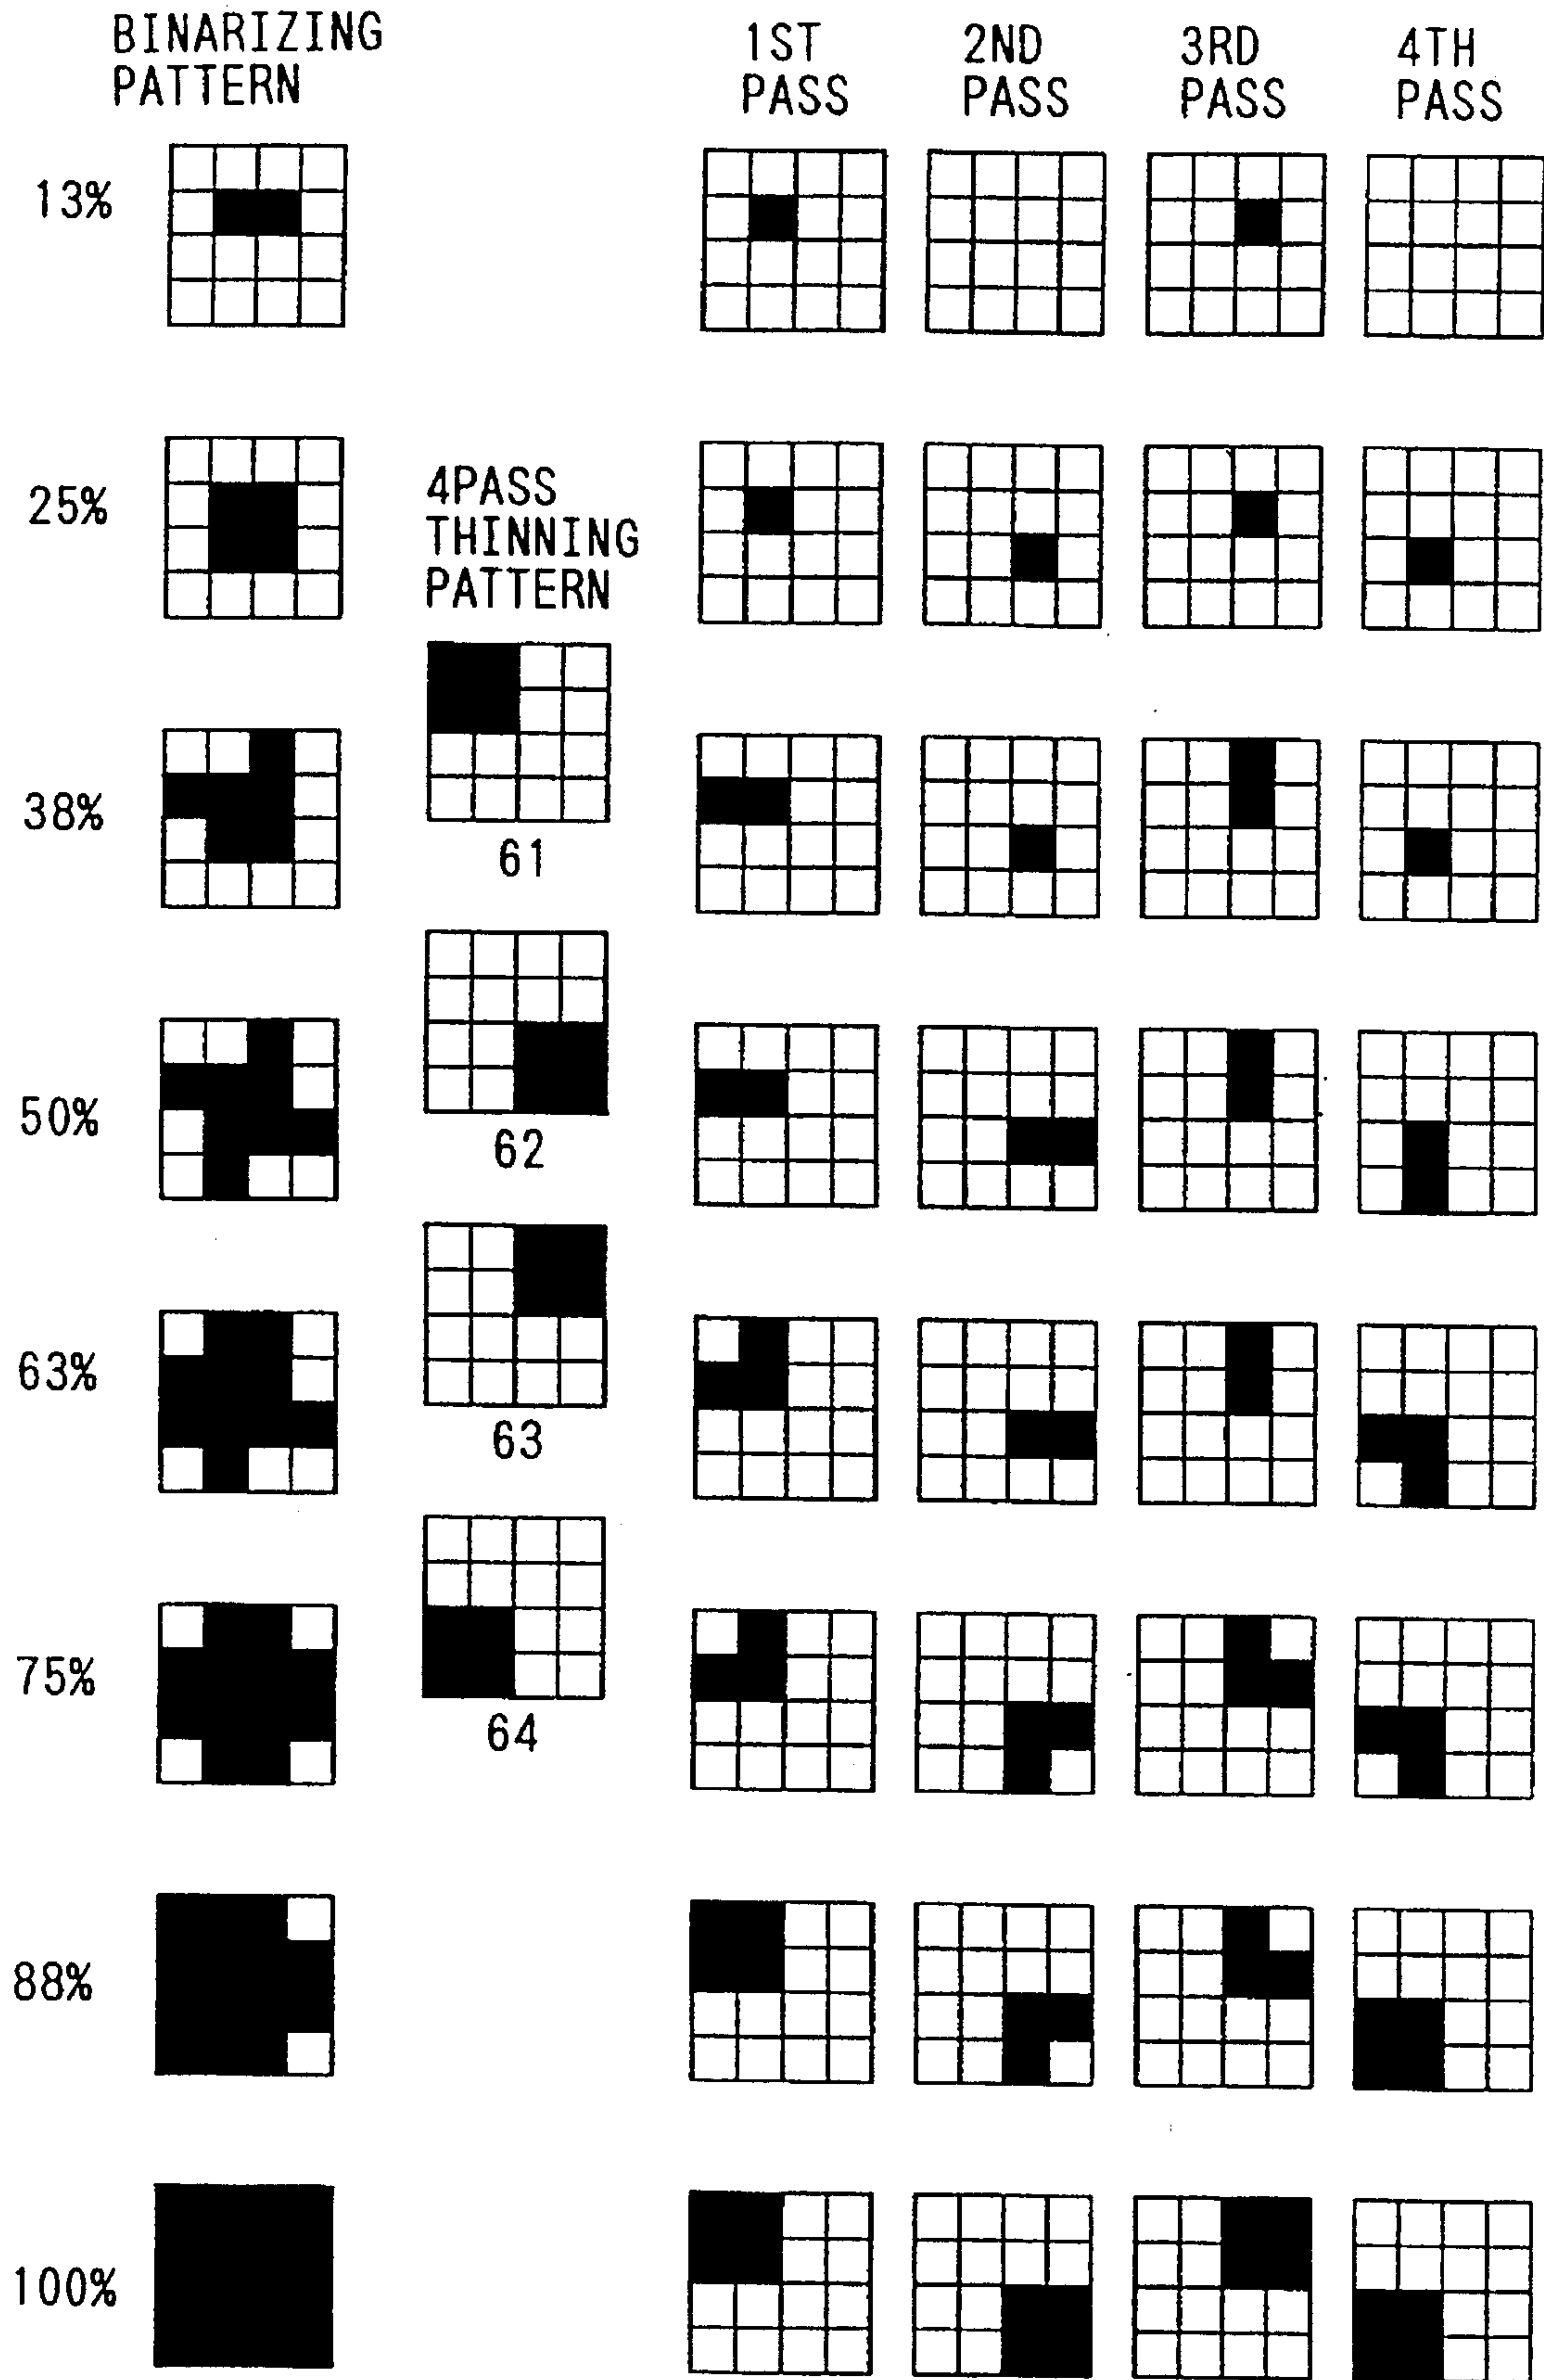 BINARIZING
PATTERN
1ST
PASS
2ND
PASS
3RD
PASS
4TH
PASS
13%
25%
4PASS
THINNING
PATTERN
38%
61
50%
62
63%
63
75%
64
88%
100%